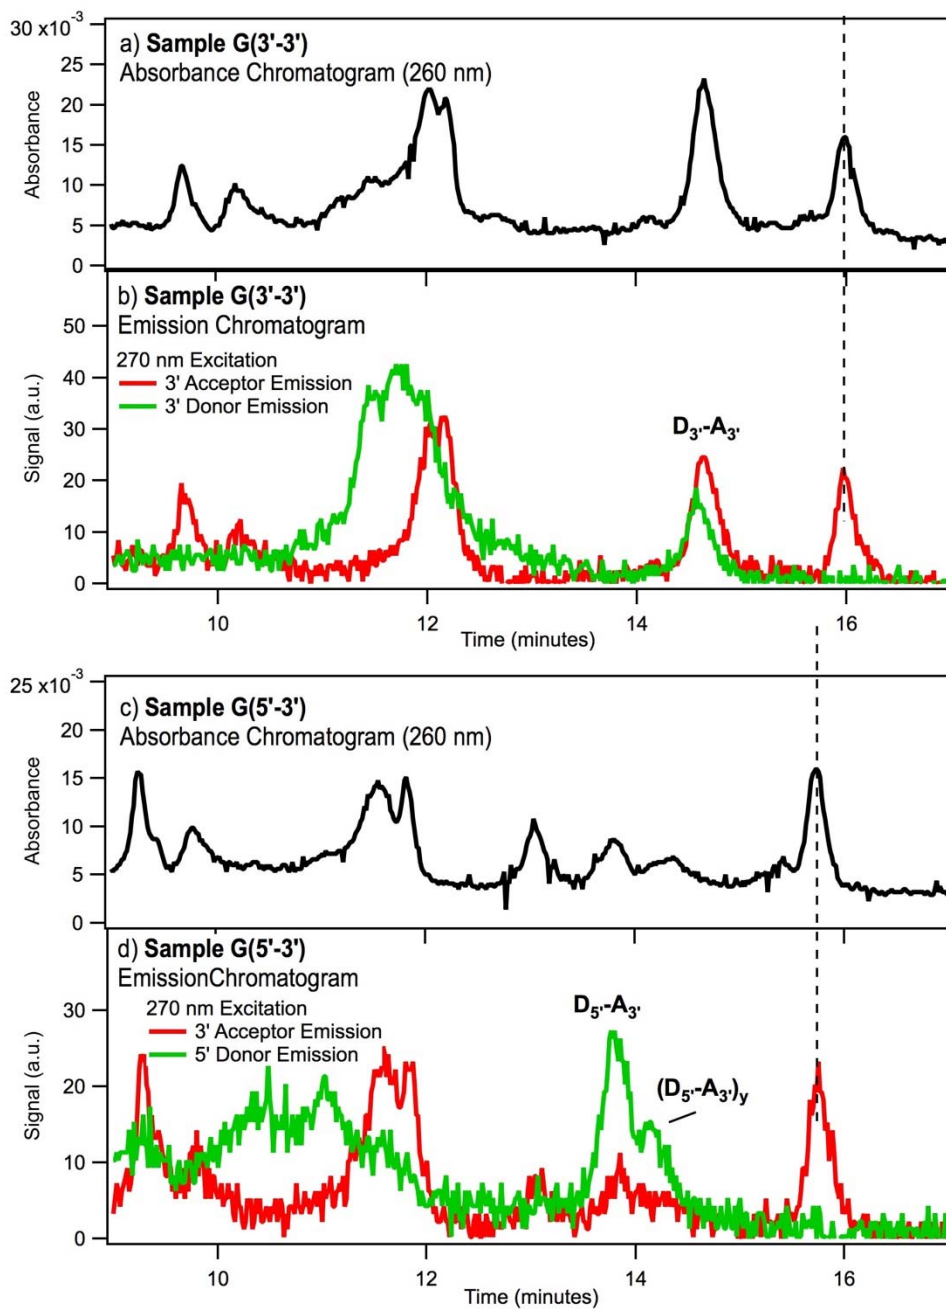 30 x10-3
a) Sample G(3'-3')
Absorbance Chromatogram (260 nm)
25
20
15
10
5
0
Absorbance
b) Sample G(3'-3')
Emission Chromatogram
270 nm Excitation
3' Acceptor Emission
3' Donor Emission
D3'-A3'
50
40
30
20
10
0
Signal (a.u.)
10 12 14 16
Time (minutes)
25 x10-3
c) Sample G(5'-3')
Absorbance Chromatogram (260 nm)
20
15
10
5
0
Absorbance
d) Sample G(5'-3')
EmissionChromatogram
270 nm Excitation
3' Acceptor Emission
5' Donor Emission
D5'-A3'
(D5'-A3')y
30
20
10
0
Signal (a.u.)
10 12 14 16
Time (minutes)